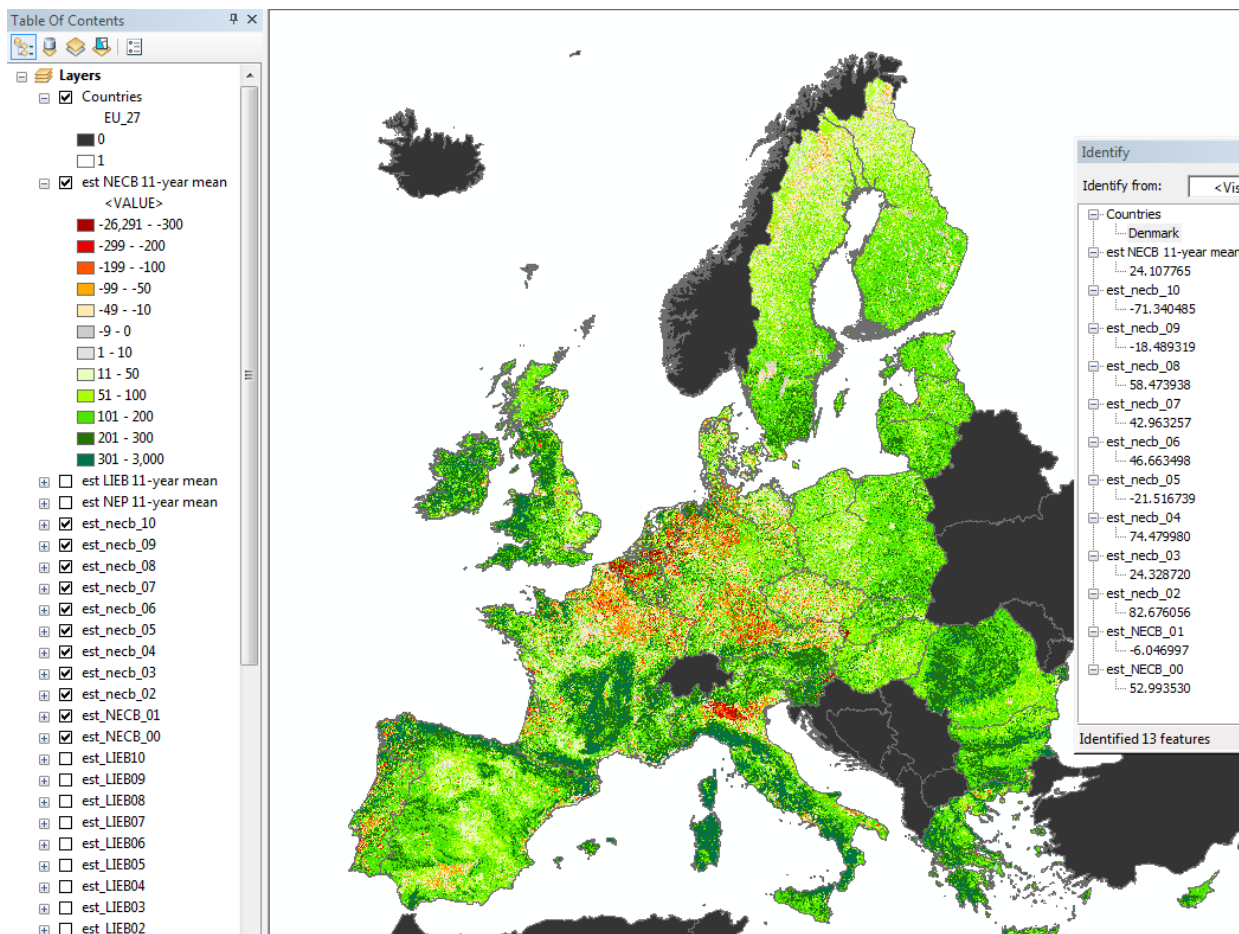 Table Of Contents
Layers
Countries
EU_27
0
1
est NECB 11-year mean
<VALUE>
-26,291 - -300
-299 - -200
-199 - -100
-99 - -50
-49 - -10
-9 - 0
1 - 10
11 - 50
51 - 100
101 - 200
201 - 300
301 - 3,000
est LIEB 11-year mean
est NEP 11-year mean
est_necb_10
est_necb_09
est_necb_08
est_necb_07
est_necb_06
est_necb_05
est_necb_04
est_necb_03
est_necb_02
est_NECB_01
est_NECB_00
est_LIEB10
est_LIEB09
est_LIEB08
est_LIEB07
est_LIEB06
est_LIEB05
est_LIEB04
est_LIEB03
est_LIEB02
Identify
Identify from: <Vis
Countries
Denmark
est NECB 11-year mean
24.107765
est_necb_10
-71.340485
est_necb_09
-18.489319
est_necb_08
58.473938
est_necb_07
42.963257
est_necb_06
46.663498
est_necb_05
-21.516739
est_necb_04
74.479980
est_necb_03
24.328720
est_necb_02
82.676056
est_NECB_01
-6.046997
est_NECB_00
52.993530
Identified 13 features